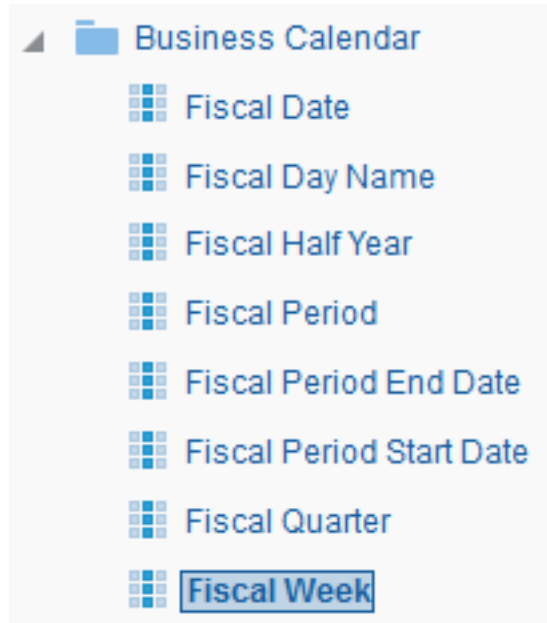 Business Calendar
Fiscal Date
Fiscal Day Name
Fiscal Half Year
Fiscal Period
Fiscal Period End Date
Fiscal Period Start Date
Fiscal Quarter
Fiscal Week